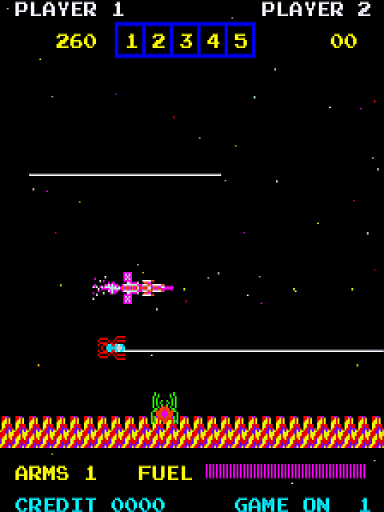 PLAYER 1 PLAYER 2
260 1 2 3 4 5 00
ARMS 1 FUEL
CREDIT 0000 GAME ON 1